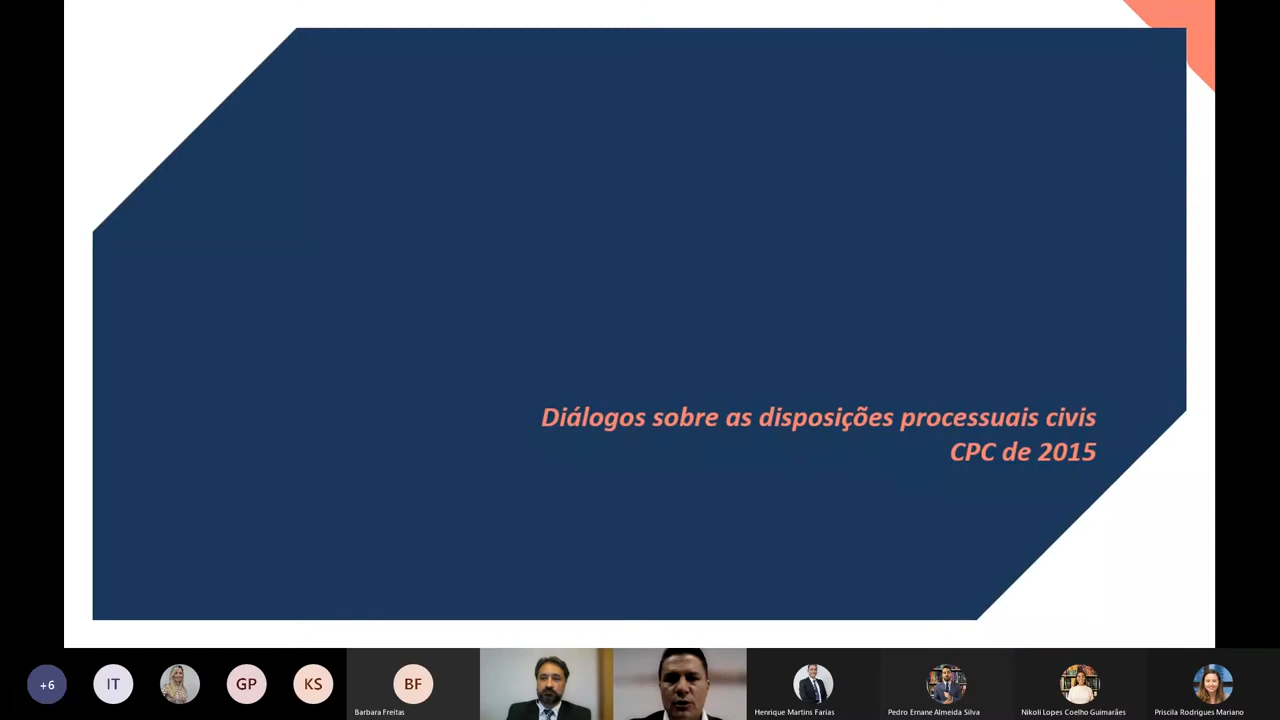 Diálogos sobre as disposições processuais civis
CPC de 2015
+6
IT
GP
KS
BF
Barbara Freitas
Henrique Martins Farias
Pedro Ernane Almeida Silva
Nikoli Lopes Coelho Guimarães
Priscila Rodrigues Mariano